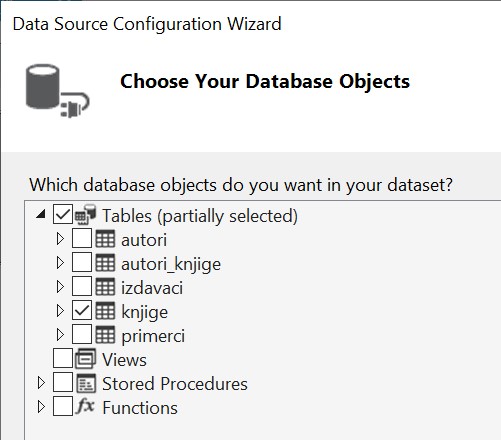 Data Source Configuration Wizard
Choose Your Database Objects
Which database objects do you want in your dataset?
Tables (partially selected)
autori
autori_knjige
izdavaci
knjige
primerci
Views
Stored Procedures
fx Functions